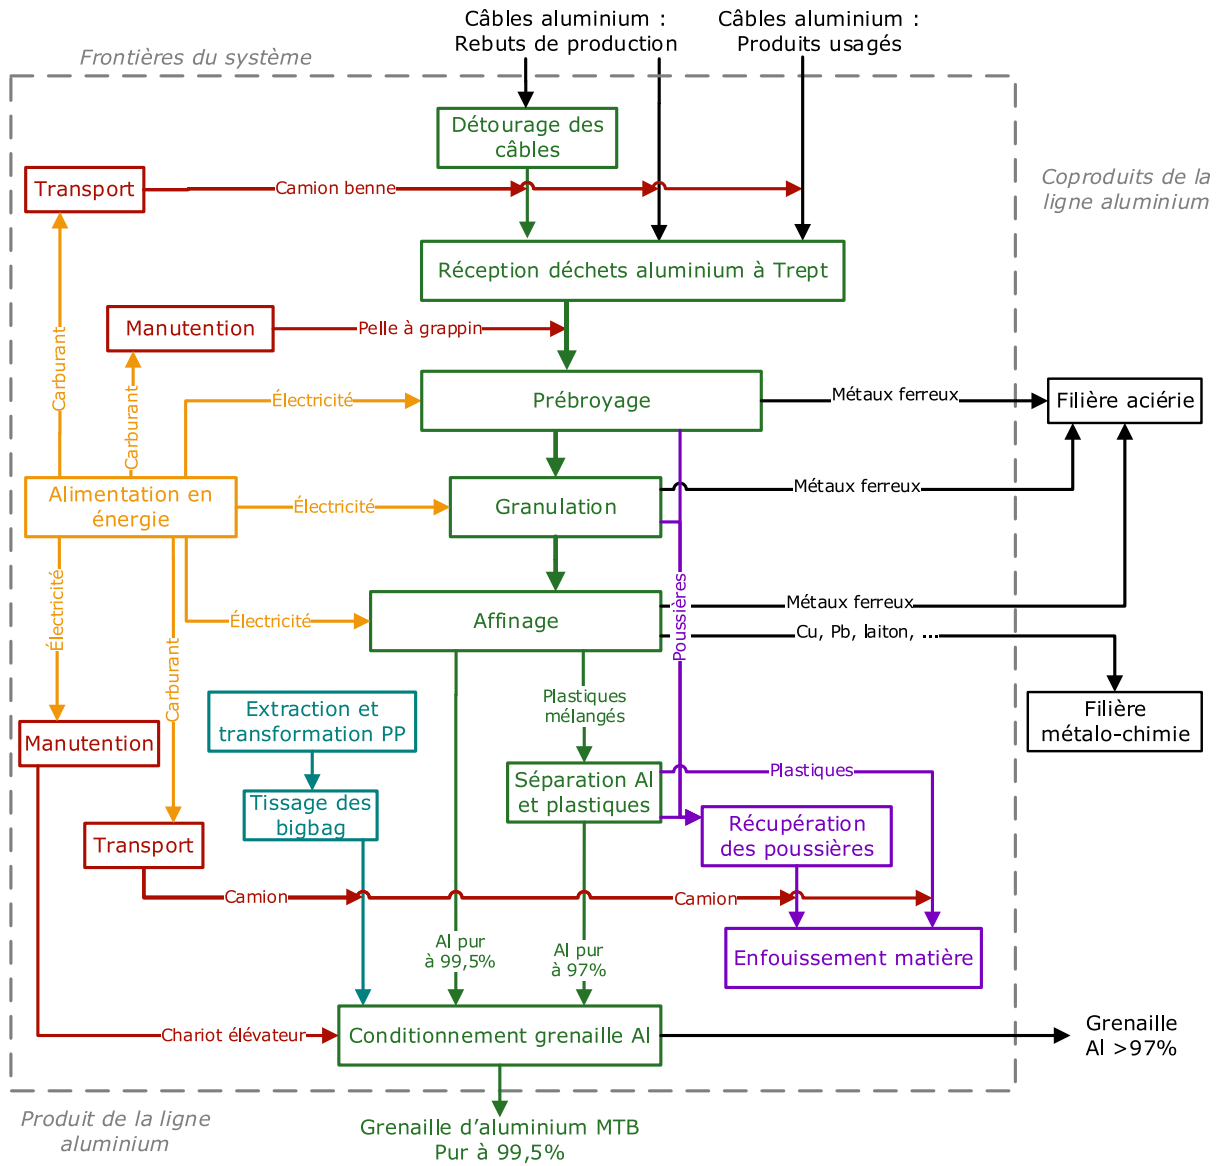 Câbles aluminium :
Rebuts de production
Câbles aluminium :
Produits usagés
Frontières du système
Détourage des
câbles
Transport
Camion benne
Coproduits de la
ligne aluminium
Réception déchets aluminium à Trept
Manutention
Pelle à grappin
Carburant
Carburant
Électricité
Prébroyage
Métaux ferreux
Filière aciérie
Alimentation en
énergie
Électricité
Granulation
Métaux ferreux
Électricité
Électricité
Affinage
Poussières
Métaux ferreux
Cu, Pb, laiton, ...
Carburant
Plastiques
mélangés
Extraction et
transformation PP
Filière
métalo-chimie
Manutention
Séparation Al
et plastiques
Plastiques
Tissage des
bigbag
Transport
Récupération
des poussières
Camion
Camion
Al pur
à 99,5%
Al pur
à 97%
Enfouissement matière
Chariot élévateur
Conditionnement grenaille Al
Grenaille
Al >97%
Produit de la ligne
aluminium
Grenaille d’aluminium MTB
Pur à 99,5%